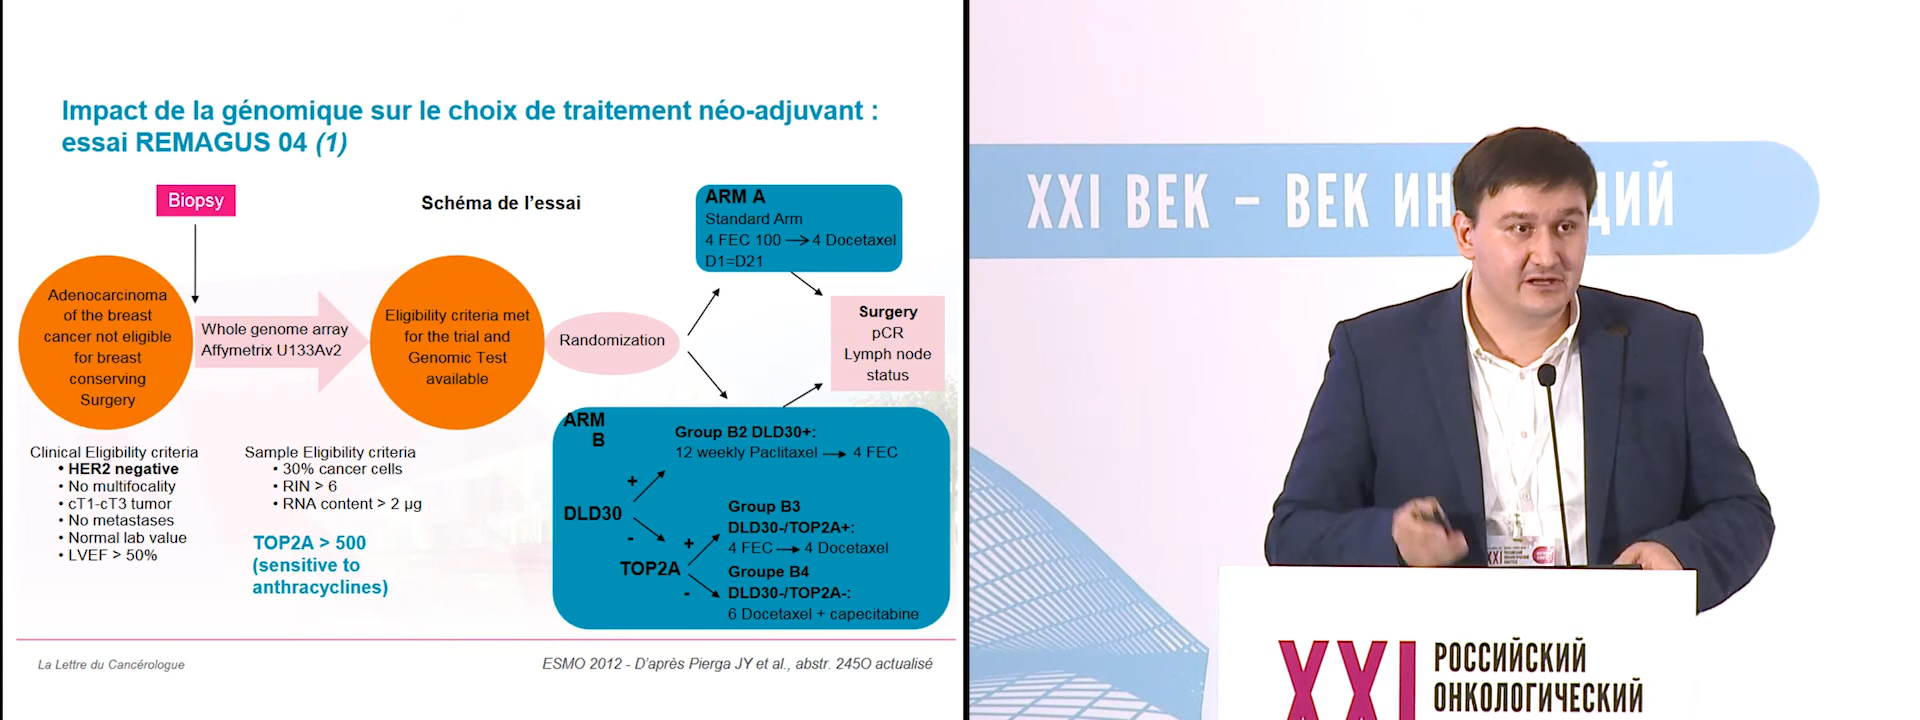 Impact de la génomique sur le choix de traitement néo-adjuvant :
essai REMAGUS 04 (1)
Biopsy
Schéma de l'essai
Adenocarcinoma
of the breast
cancer not eligible
for breast
conserving
Surgery
Whole genome array
Affymetrix U133Av2
Eligibility criteria met
for the trial and
Genomic Test
available
Randomization
ARM A
Standard Arm
4 FEC 100 → 4 Docetaxel
D1=D21
Surgery
pCR
Lymph node
status
Clinical Eligibility criteria
• HER2 negative
• No multifocality
• cT1-cT3 tumor
• No metastases
• Normal lab value
• LVEF > 50%
Sample Eligibility criteria
• 30% cancer cells
• RIN > 6
• RNA content > 2 µg
TOP2A > 500
(sensitive to
anthracyclines)
ARM
B
Group B2 DLD30+:
12 weekly Paclitaxel → 4 FEC
+
DLD30
-
Group B3
DLD30-/TOP2A+:
4 FEC → 4 Docetaxel
+
TOP2A
-
Groupe B4
DLD30-/TOP2A-:
6 Docetaxel + capecitabine
La Lettre du Cancérologue
ESMO 2012 - D'après Pierga JY et al., abstr. 245O actualisé
XXI ВЕК – ВЕК ИН ЦИЙ
XXI
XXI
РОССИЙСКИЙ
ОНКОЛОГИЧЕСКИЙ